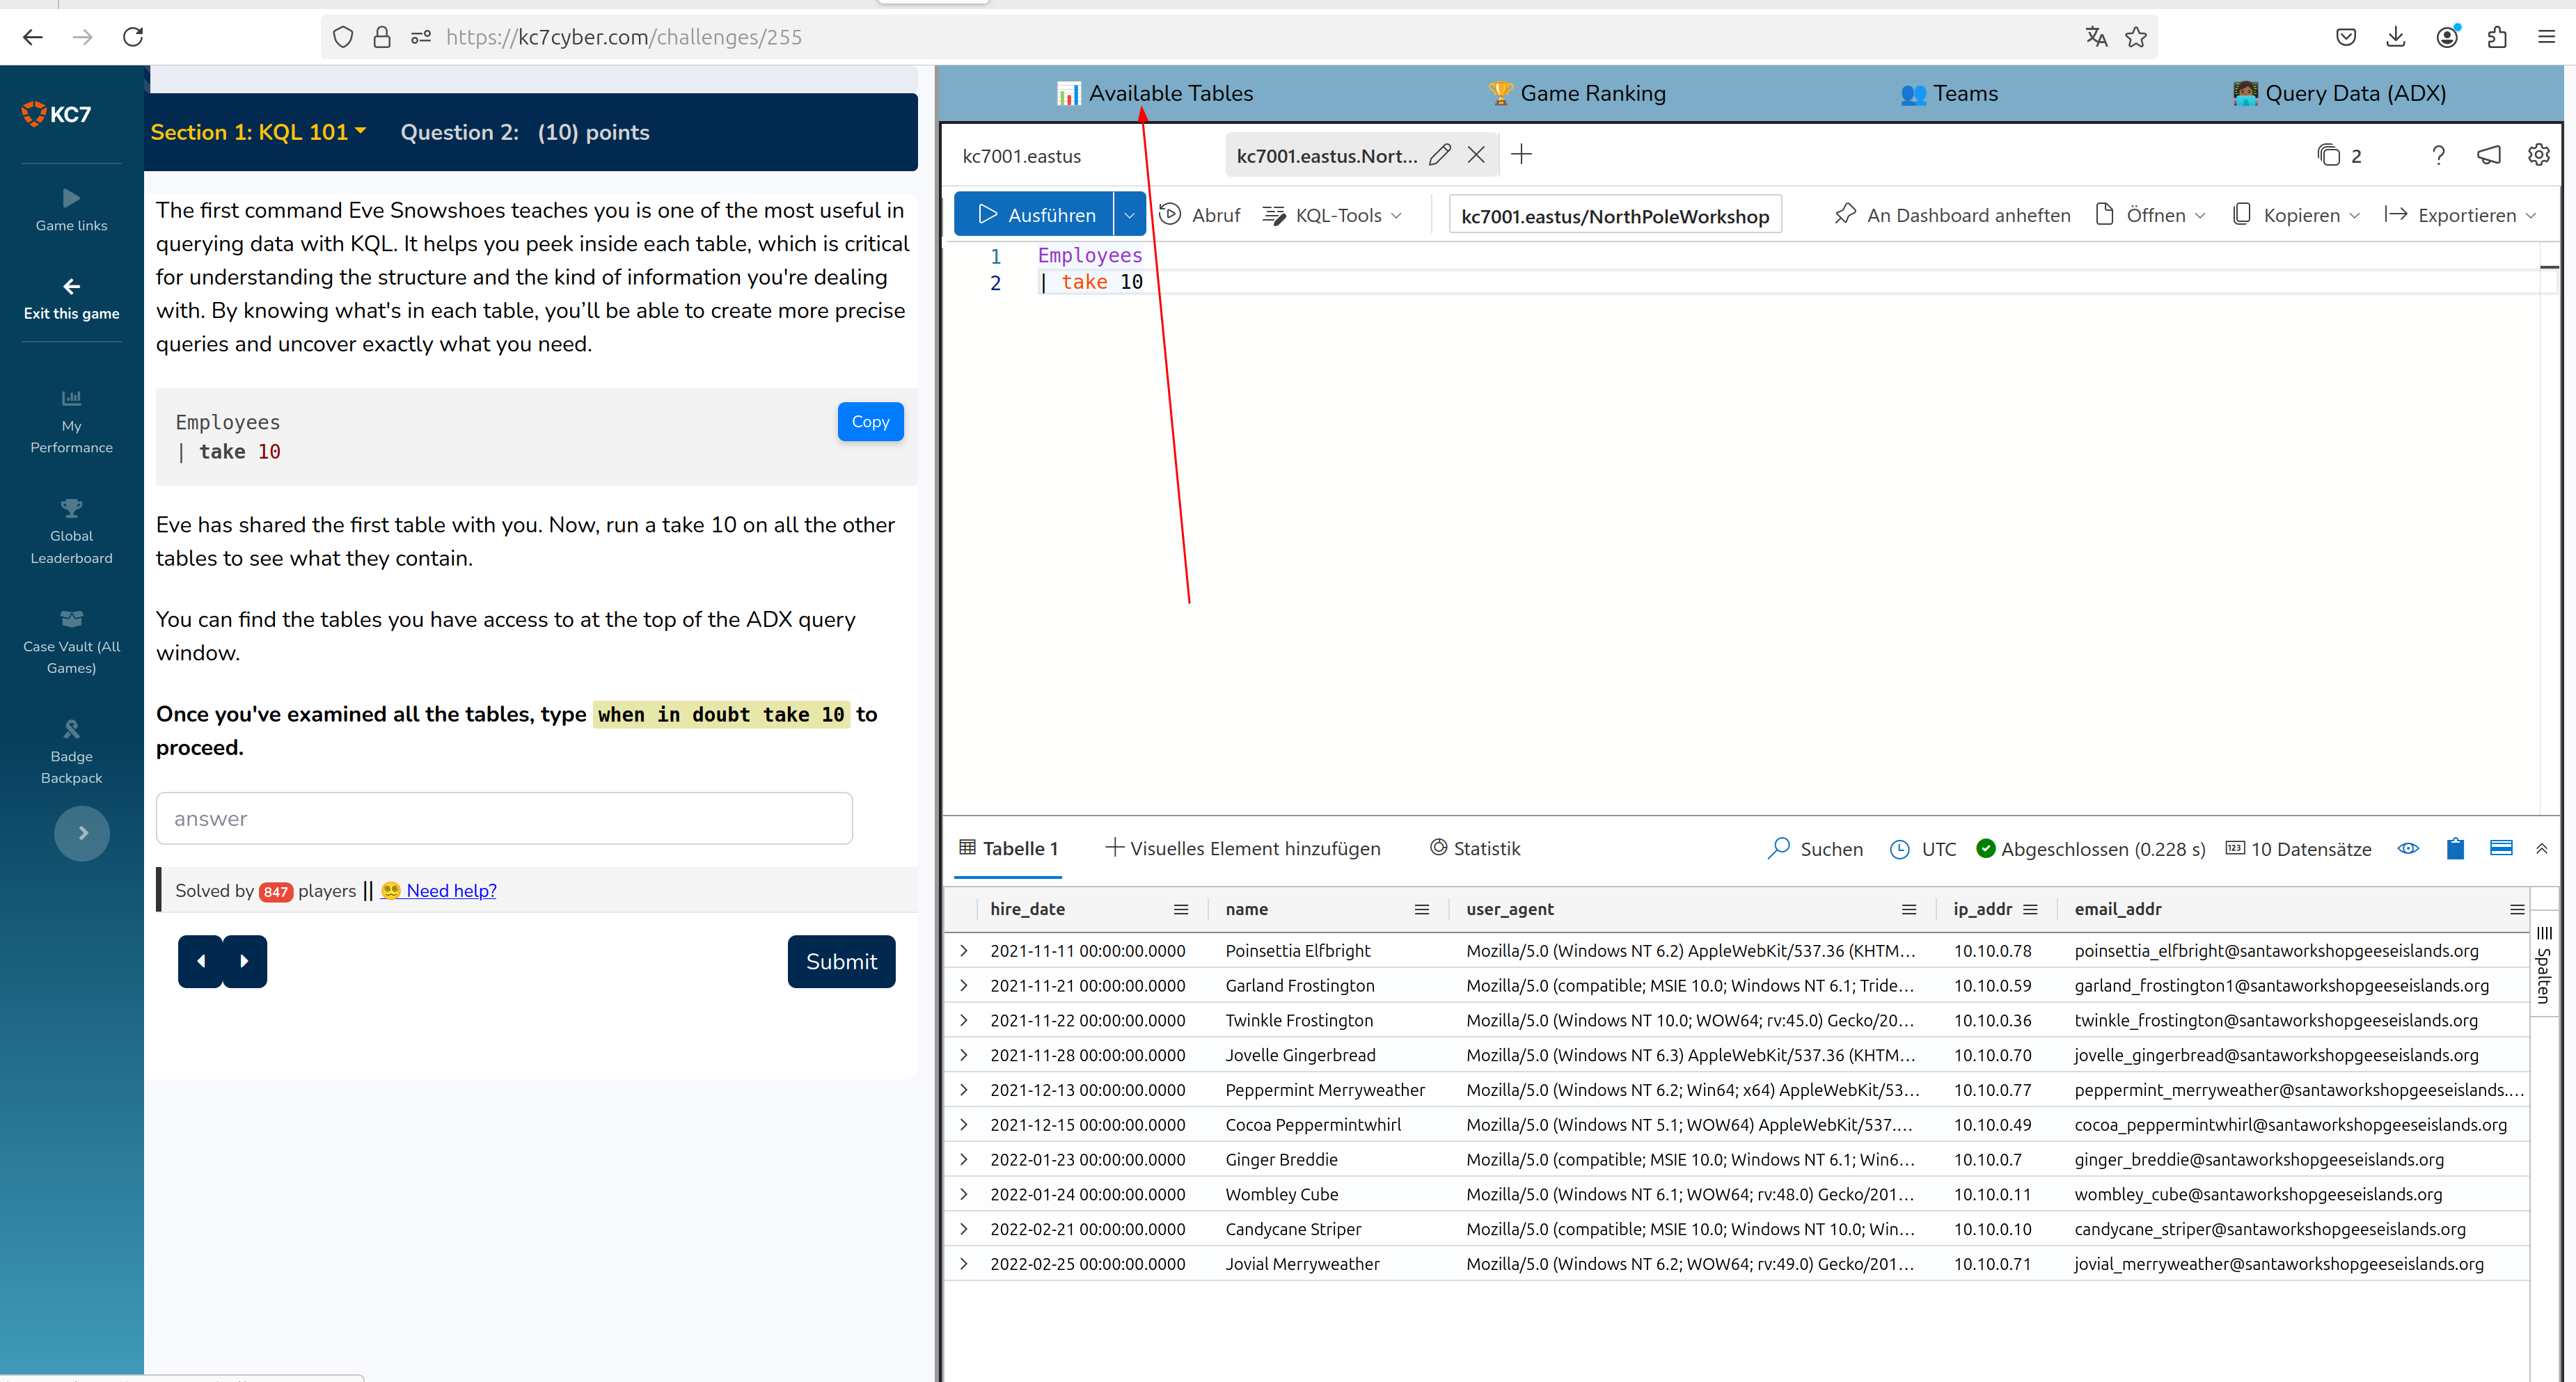 https://kc7cyber.com/challenges/255
KC7
Game links
Exit this game
My
Performance
Global
Leaderboard
Case Vault (All
Games)
Badge
Backpack
Section 1: KQL 101 Question 2: (10) points
The first command Eve Snowshoes teaches you is one of the most useful in
querying data with KQL. It helps you peek inside each table, which is critical
for understanding the structure and the kind of information you're dealing
with. By knowing what's in each table, you’ll be able to create more precise
queries and uncover exactly what you need.
Employees
| take 10
Copy
Eve has shared the first table with you. Now, run a take 10 on all the other
tables to see what they contain.
You can find the tables you have access to at the top of the ADX query
window.
Once you've examined all the tables, type when in doubt take 10 to
proceed.
answer
Solved by 847 players || Need help?
Submit
Available Tables Game Ranking Teams Query Data (ADX)
kc7001.eastus kc7001.eastus.Nort... 2
Ausführen Abruf KQL-Tools kc7001.eastus/NorthPoleWorkshop An Dashboard anheften Öffnen Kopieren Exportieren
1 Employees
2 | take 10
Tabelle 1 Visuelles Element hinzufügen Statistik Suchen UTC Abgeschlossen (0.228 s) 10 Datensätze
hire_date name user_agent ip_addr email_addr
2021-11-11 00:00:00.0000 Poinsettia Elfbright Mozilla/5.0 (Windows NT 6.2) AppleWebKit/537.36 (KHTM... 10.10.0.78 poinsettia_elfbright@santaworkshopgeeseislands.org
2021-11-21 00:00:00.0000 Garland Frostington Mozilla/5.0 (compatible; MSIE 10.0; Windows NT 6.1; Tride... 10.10.0.59 garland_frostington1@santaworkshopgeeseislands.org
2021-11-22 00:00:00.0000 Twinkle Frostington Mozilla/5.0 (Windows NT 10.0; WOW64; rv:45.0) Gecko/20... 10.10.0.36 twinkle_frostington@santaworkshopgeeseislands.org
2021-11-28 00:00:00.0000 Jovelle Gingerbread Mozilla/5.0 (Windows NT 6.3) AppleWebKit/537.36 (KHTM... 10.10.0.70 jovelle_gingerbread@santaworkshopgeeseislands.org
2021-12-13 00:00:00.0000 Peppermint Merryweather Mozilla/5.0 (Windows NT 6.2; Win64; x64) AppleWebKit/53... 10.10.0.77 peppermint_merryweather@santaworkshopgeeseislands....
2021-12-15 00:00:00.0000 Cocoa Peppermintwhirl Mozilla/5.0 (Windows NT 5.1; WOW64) AppleWebKit/537.... 10.10.0.49 cocoa_peppermintwhirl@santaworkshopgeeseislands.org
2022-01-23 00:00:00.0000 Ginger Breddie Mozilla/5.0 (compatible; MSIE 10.0; Windows NT 6.1; Win6... 10.10.0.7 ginger_breddie@santaworkshopgeeseislands.org
2022-01-24 00:00:00.0000 Wombley Cube Mozilla/5.0 (Windows NT 6.1; WOW64; rv:48.0) Gecko/201... 10.10.0.11 wombley_cube@santaworkshopgeeseislands.org
2022-02-21 00:00:00.0000 Candycane Striper Mozilla/5.0 (compatible; MSIE 10.0; Windows NT 10.0; Win... 10.10.0.10 candycane_striper@santaworkshopgeeseislands.org
2022-02-25 00:00:00.0000 Jovial Merryweather Mozilla/5.0 (Windows NT 6.2; WOW64; rv:49.0) Gecko/201... 10.10.0.71 jovial_merryweather@santaworkshopgeeseislands.org
Spalten